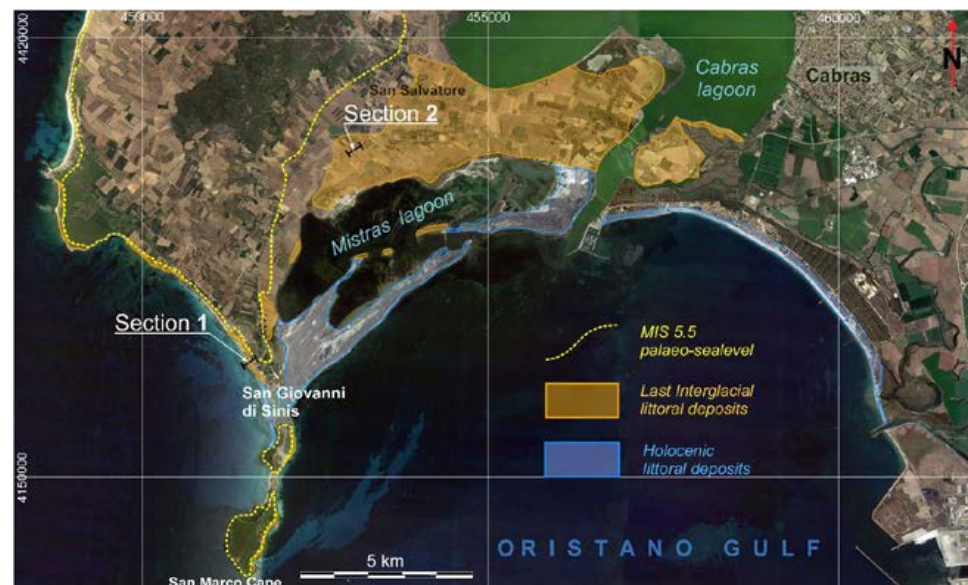 450000
455000
460000
4420000
N
Cabras
lagoon
Cabras
San Salvatore
Section 2
Mistras lagoon
Section 1
San Giovanni
di Sinis
MIS 5.5
palaeo-sealevel
Last Interglacial
littoral deposits
Holocenic
littoral deposits
4150000
5 km
ORISTANO GULF
San Marco Cape